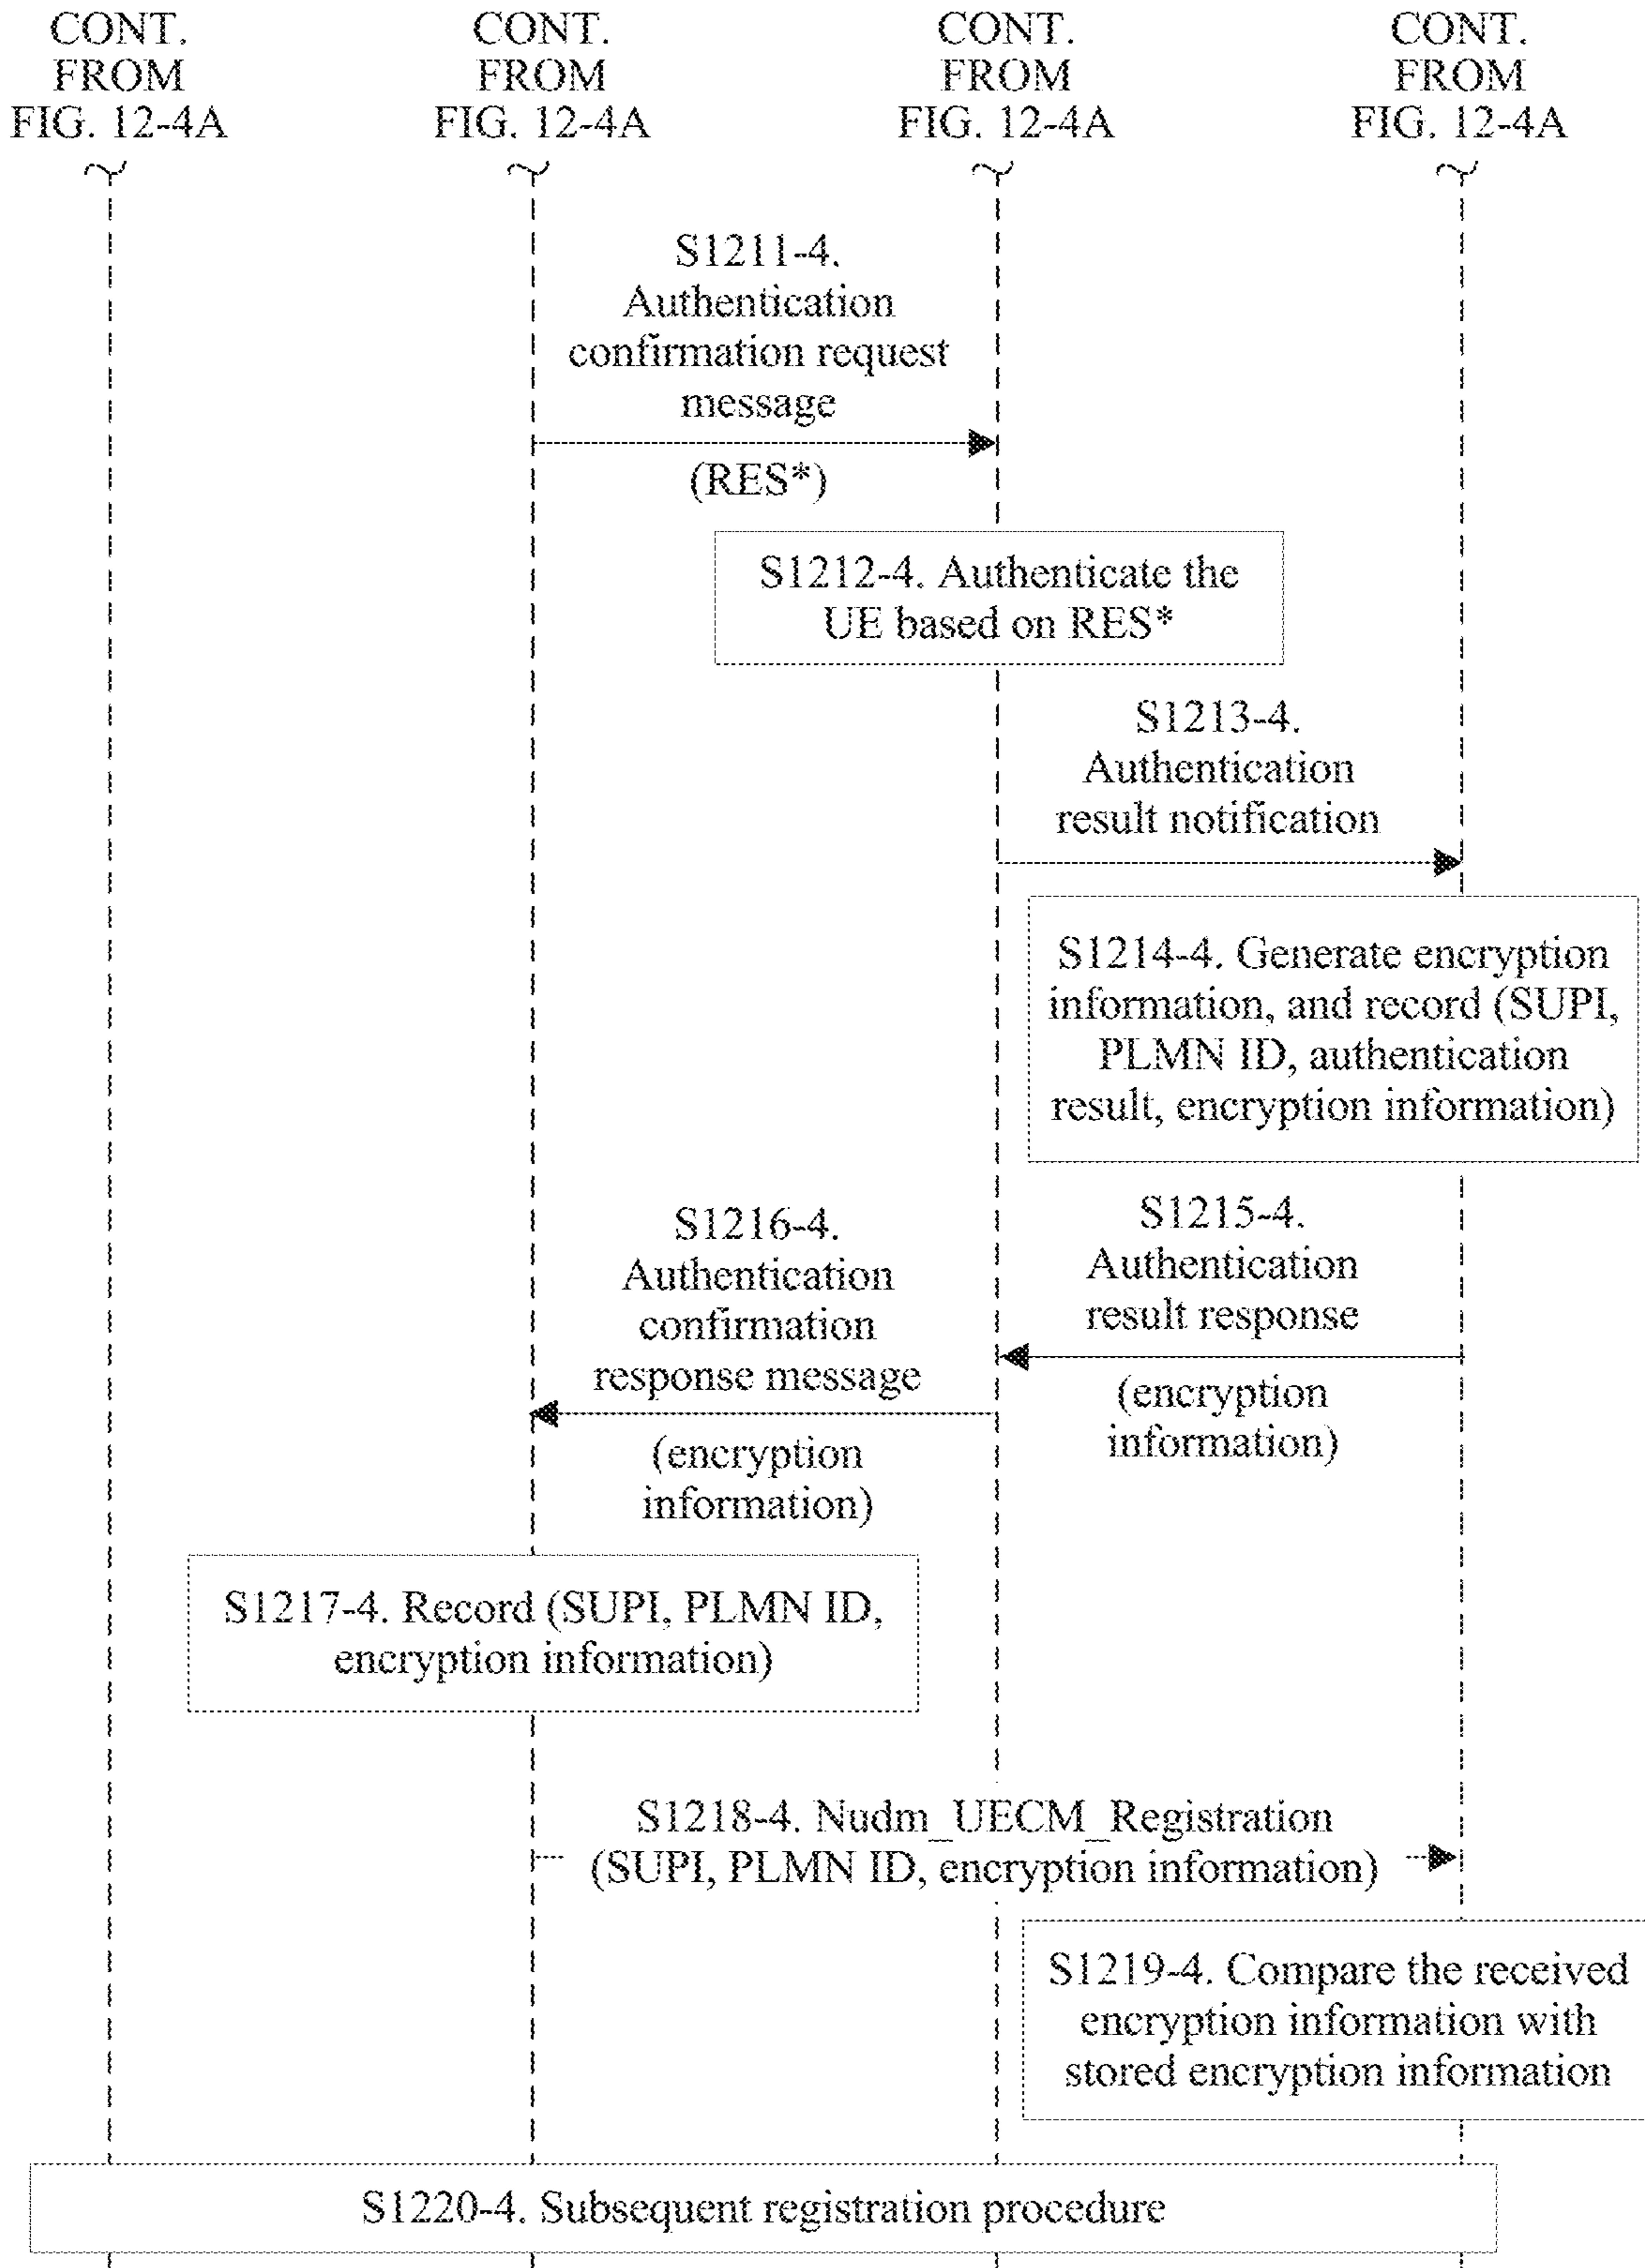 CONT.
FROM
FIG. 12-4A
CONT.
FROM
FIG. 12-4A
CONT.
FROM
FIG. 12-4A
CONT.
FROM
FIG. 12-4A
S1211-4.
Authentication
confirmation request
message
(RES*)
S1212-4. Authenticate the
UE based on RES*
S1213-4.
Authentication
result notification
S1214-4. Generate encryption
information, and record (SUPI,
PLMN ID, authentication
result, encryption information)
S1215-4.
Authentication
result response
(encryption
information)
S1216-4.
Authentication
confirmation
response message
(encryption
information)
S1217-4. Record (SUPI, PLMN ID,
encryption information)
S1218-4. Nudm_UECM_Registration
(SUPI, PLMN ID, encryption information)
S1219-4. Compare the received
encryption information with
stored encryption information
S1220-4. Subsequent registration procedure